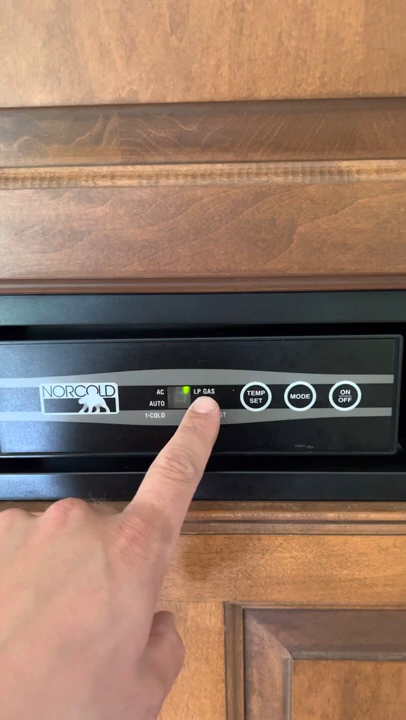 NORCOLD
AC LP GAS
AUTO
1-COLD
TEMP
SET
MODE
ON
OFF